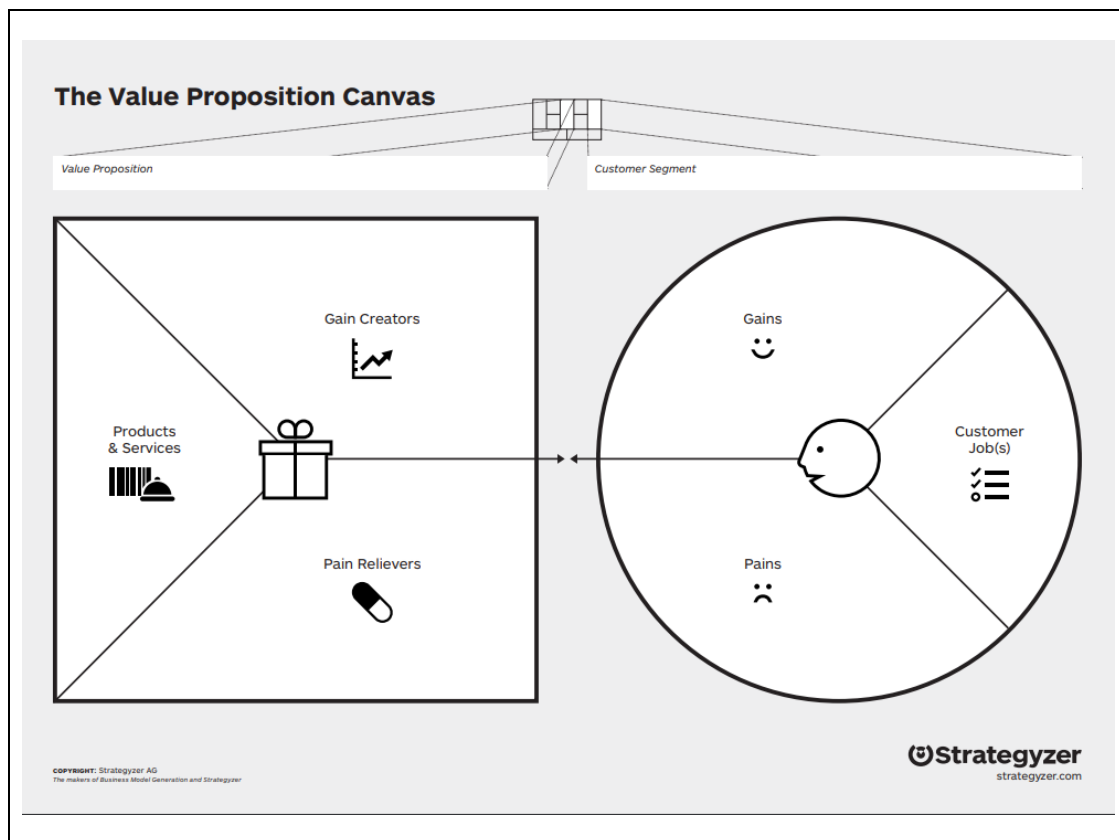 The Value Proposition Canvas
Value Proposition
Customer Segment
Gain Creators
Gains
Products
& Services
Customer
Job(s)
Pain Relievers
Pains
Strategyzer
strategyzer.com
COPYRIGHT: Strategyzer AG
The makers of Business Model Generation and Strategyzer